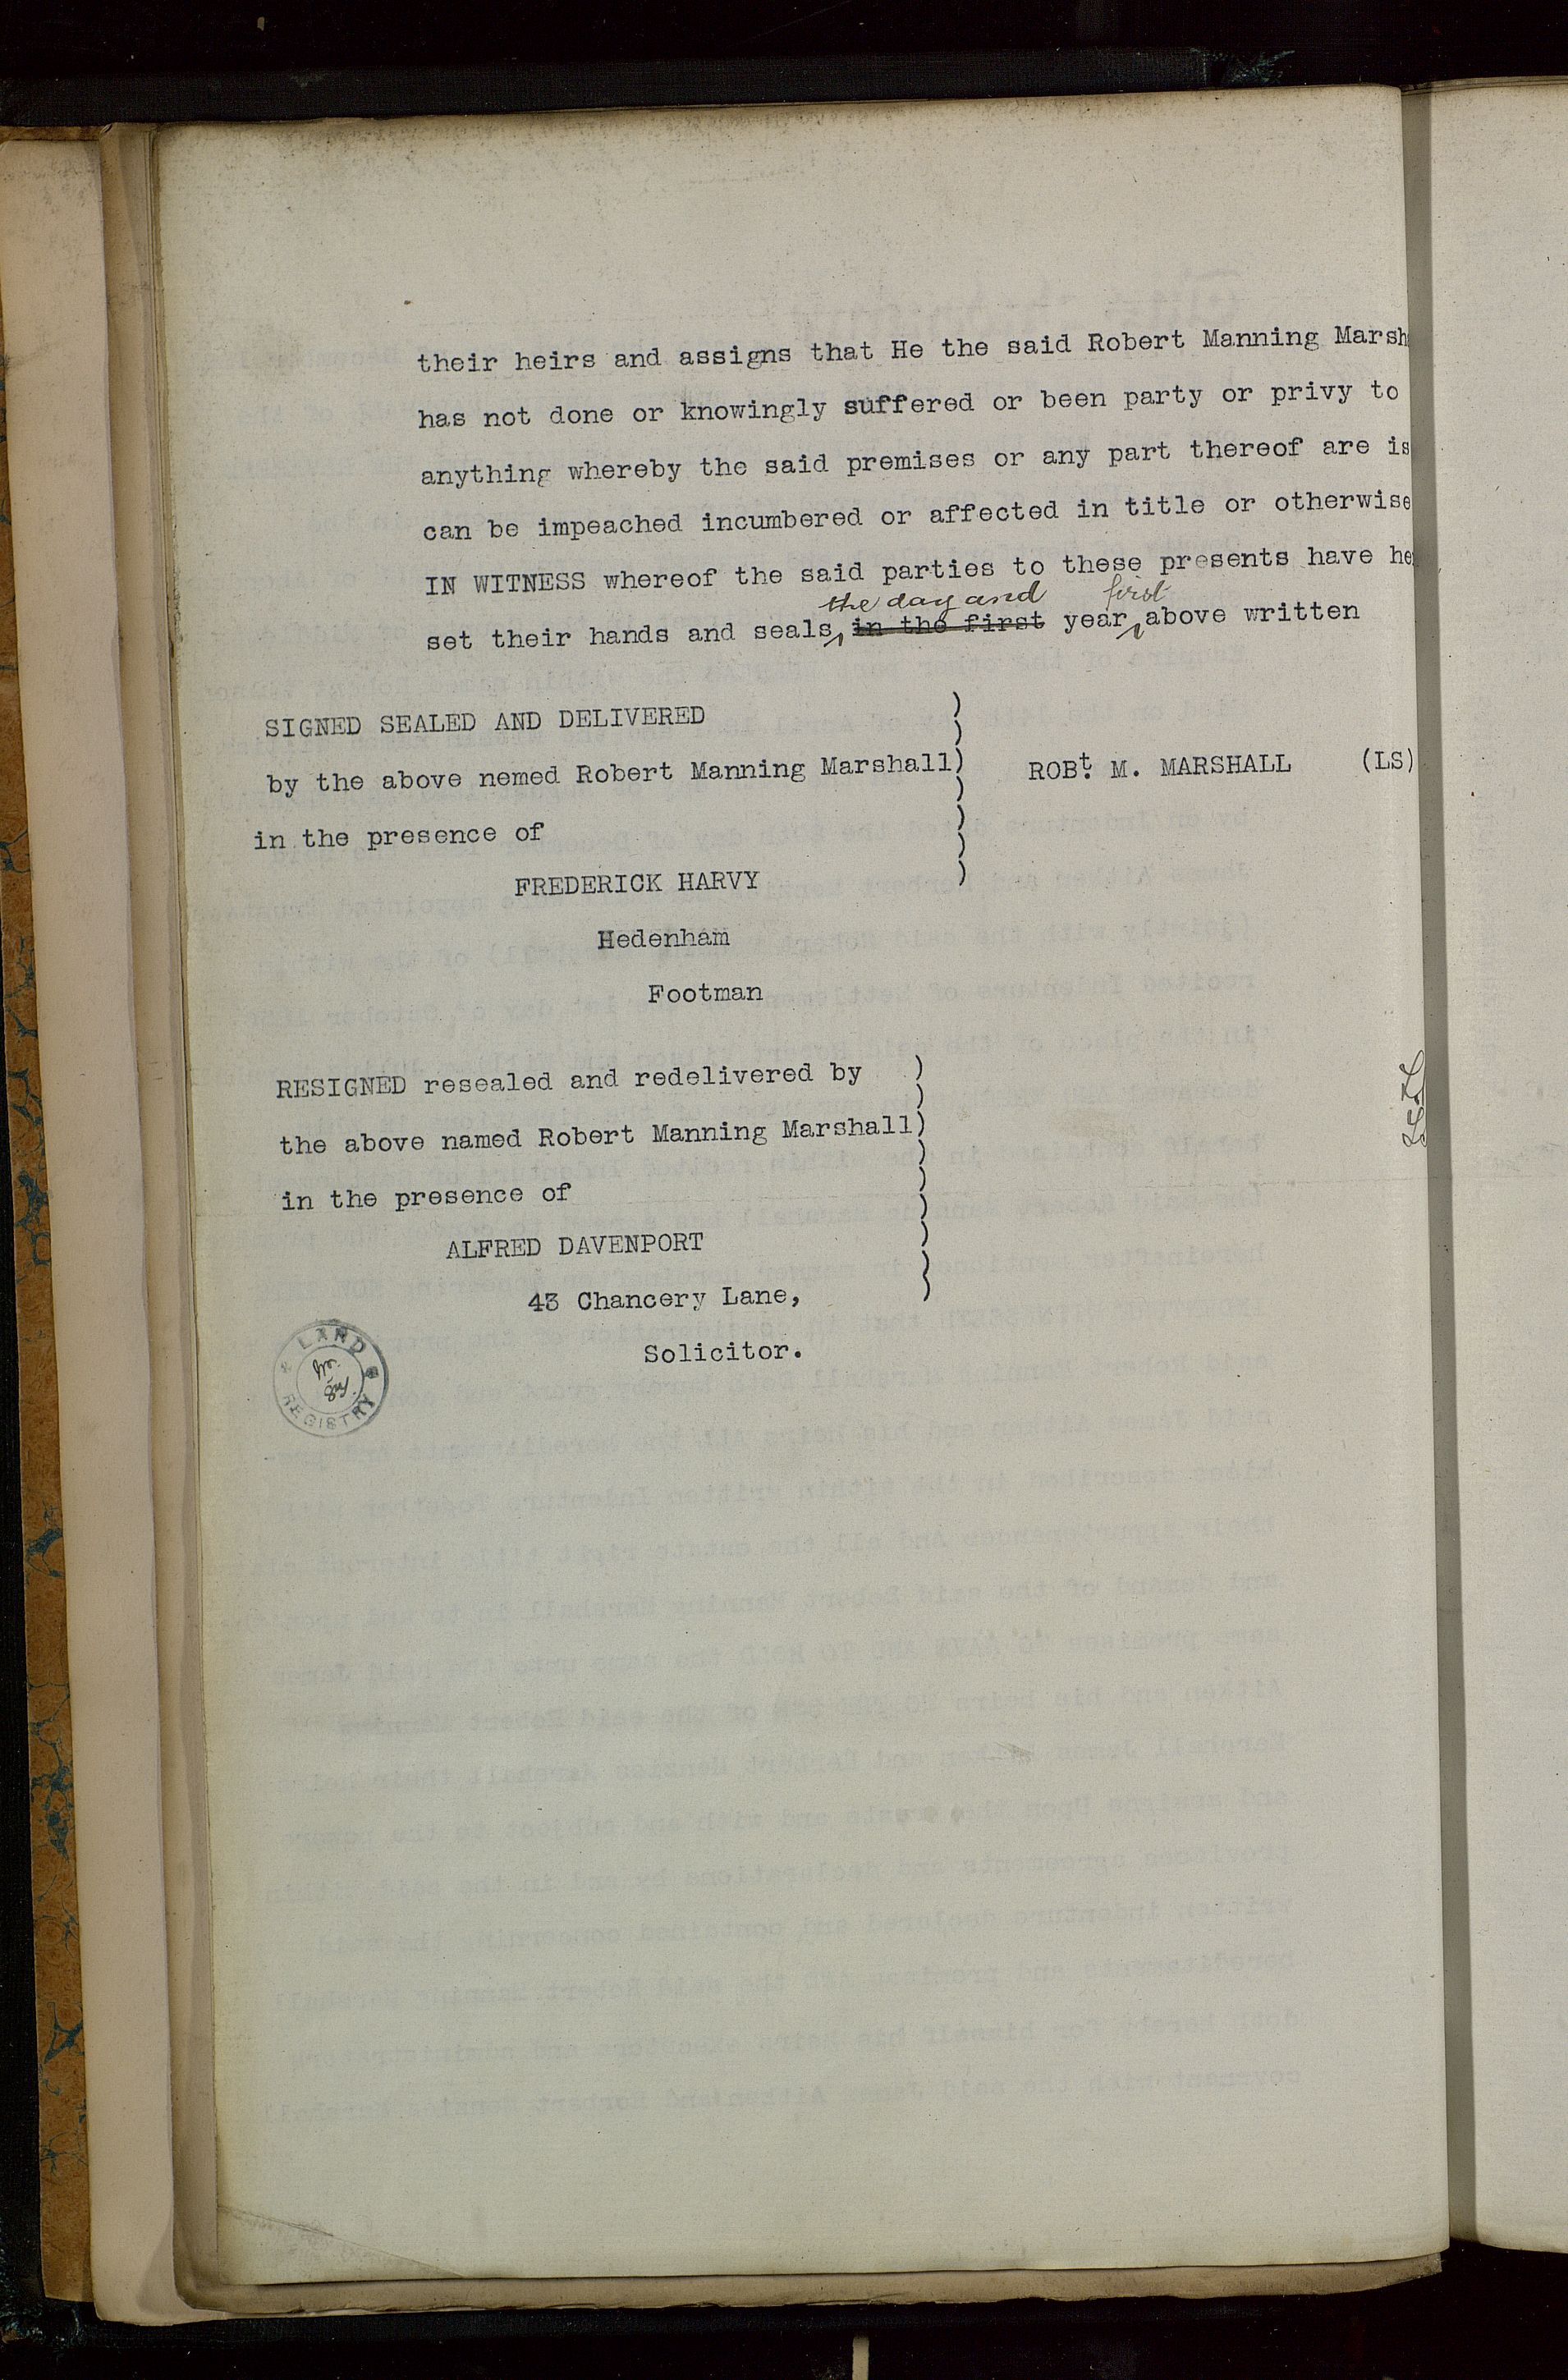 their heirs and assigns that He the said Robert Manning Marsh
has not done or knowingly suffered or been party or privy to
anything whereby the said premises or any part thereof are is
can be impeached incumbered or affected in title or otherwise
IN WITNESS whereof the said parties to these presents have he
the day and first
set their hands and seals in the first year above written
SIGNED SEALED AND DELIVERED
by the above nemed Robert Manning Marshall)
ROBt. M. MARSHALL (LS)
in the presence of
FREDERICK HARVY
Hedenham
Footman
RESIGNED resealed and redelivered by
the above named Robert Manning Marshall)
in the presence of
ALFRED DAVENPORT
43 Chancery Lane,
Solicitor.
LAND REGISTRY